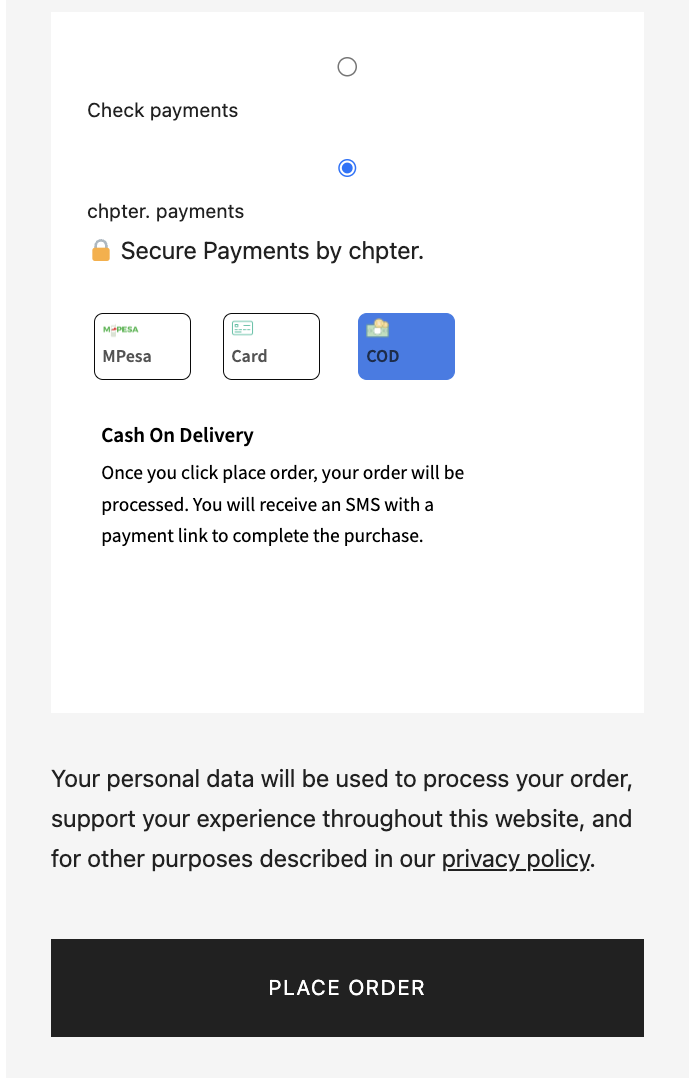 Check payments
chpter. payments
Secure Payments by chpter.
M-PESA
MPesa
Card
COD
Cash On Delivery
Once you click place order, your order will be
processed. You will receive an SMS with a
payment link to complete the purchase.
Your personal data will be used to process your order,
support your experience throughout this website, and
for other purposes described in our privacy policy.
PLACE ORDER